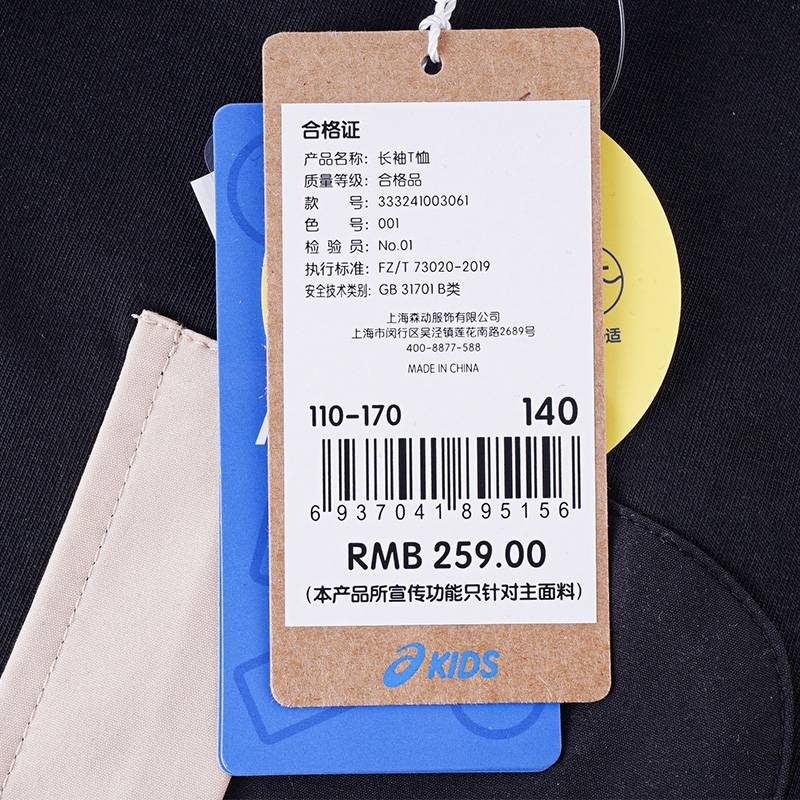 合格证
产品名称：长袖T恤
质量等级：合格品
款 号：333241003061
色 号：001
检 验 员：No.01
执行标准：FZ/T 73020-2019
安全技术类别：GB 31701 B类
上海森动服饰有限公司
上海市闵行区吴泾镇莲花南路2689号
400-8877-588
MADE IN CHINA
110-170 140
6 937041 895156
RMB 259.00
（本产品所宣传功能只针对主面料）
KIDS
适